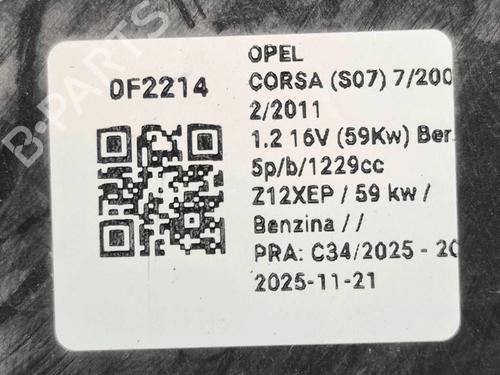 B-PARTS
0F2214
OPEL
CORSA (S07) 7/200
2/2011
1.2 16V (59Kw) Ber
5p/b/1229cc
Z12XEP / 59 kw /
Benzina / /
PRA: C34/2025 - 20
2025-11-21